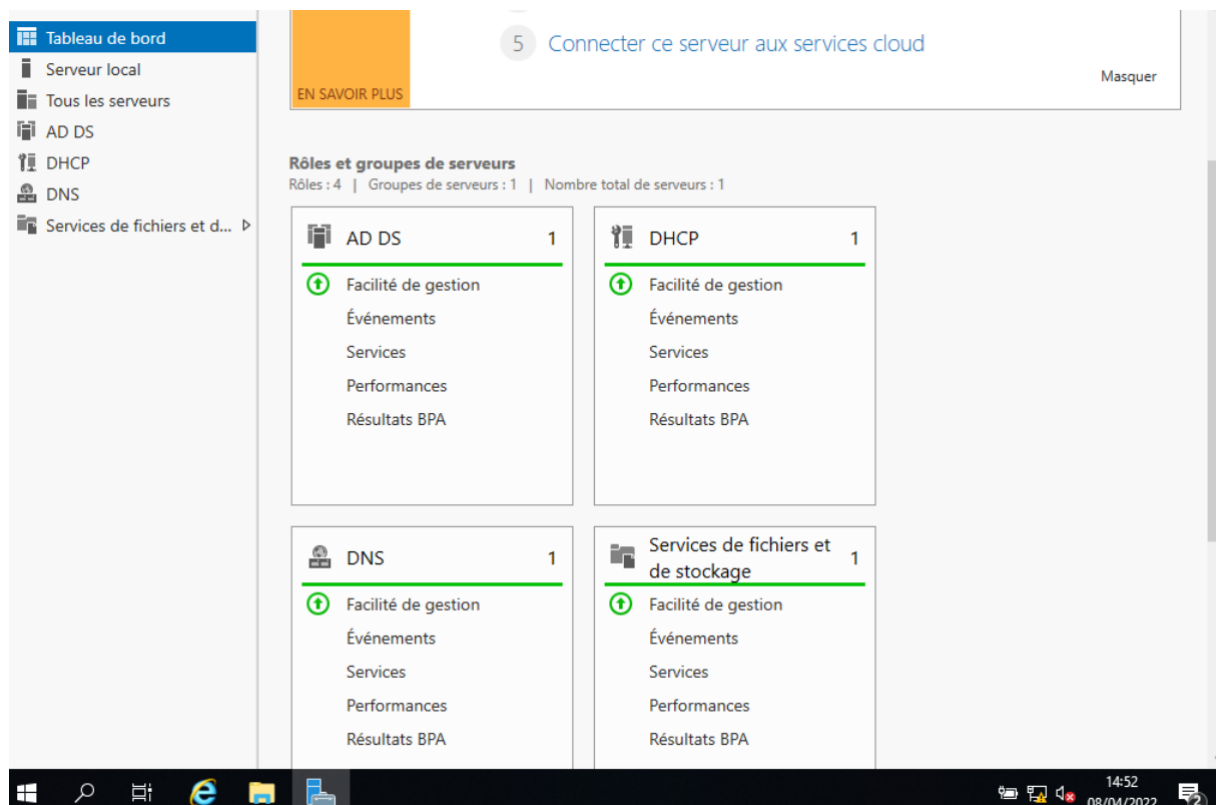 Tableau de bord
Serveur local
Tous les serveurs
AD DS
DHCP
DNS
Services de fichiers et d...
5 Connecter ce serveur aux services cloud
Masquer
EN SAVOIR PLUS
Rôles et groupes de serveurs
Rôles : 4 | Groupes de serveurs : 1 | Nombre total de serveurs : 1
AD DS 1
Facilité de gestion
Événements
Services
Performances
Résultats BPA
DHCP 1
Facilité de gestion
Événements
Services
Performances
Résultats BPA
DNS 1
Facilité de gestion
Événements
Services
Performances
Résultats BPA
Services de fichiers et
de stockage 1
Facilité de gestion
Événements
Services
Performances
Résultats BPA
14:52
08/04/2022
2